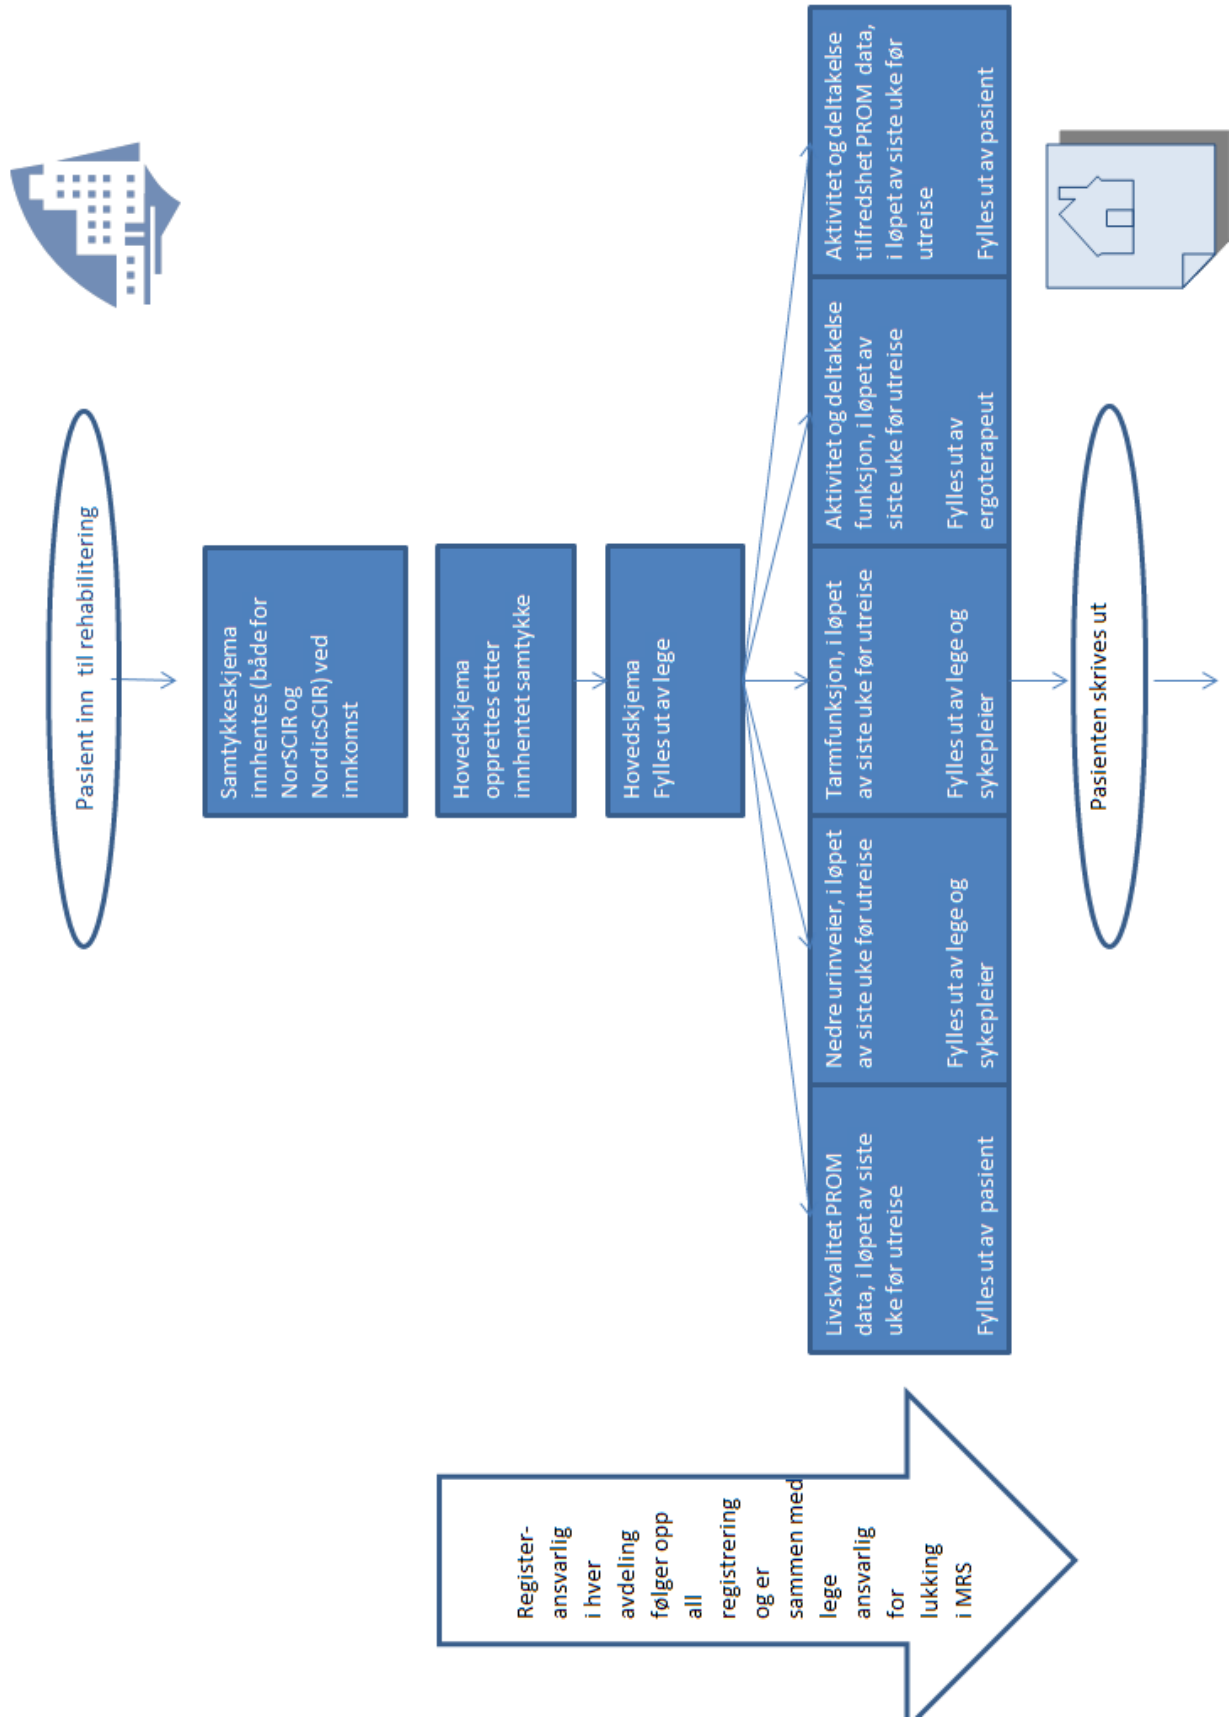 Pasient inn til rehabilitering
Samtykkeskjema
innhentes (både for
NorSCIR og
NordicSCIR) ved
innkomst
Hovedskjema
opprettes etter
innhentet samtykke
Hovedskjema
Fylles ut av lege
Livskvalitet PROM
data, i løpet av siste
uke før utreise
Fylles ut av pasient
Nedre urinveier, i løpet
av siste uke før utreise
Fylles ut av lege og
sykepleier
Tarmfunksjon, i løpet
av siste uke før utreise
Fylles ut av lege og
sykepleier
Aktivitet og deltakelse
funksjon, i løpet av
siste uke før utreise
Fylles ut av
ergoterapeut
Aktivitet og deltakelse
tilfredshet PROM data,
i løpet av siste uke før
utreise
Fylles ut av pasient
Pasienten skrives ut
Register-
ansvarlig
i hver
avdeling
følger opp
all
registrering
og er
sammen med
lege
ansvarlig
for
lukking
i MRS